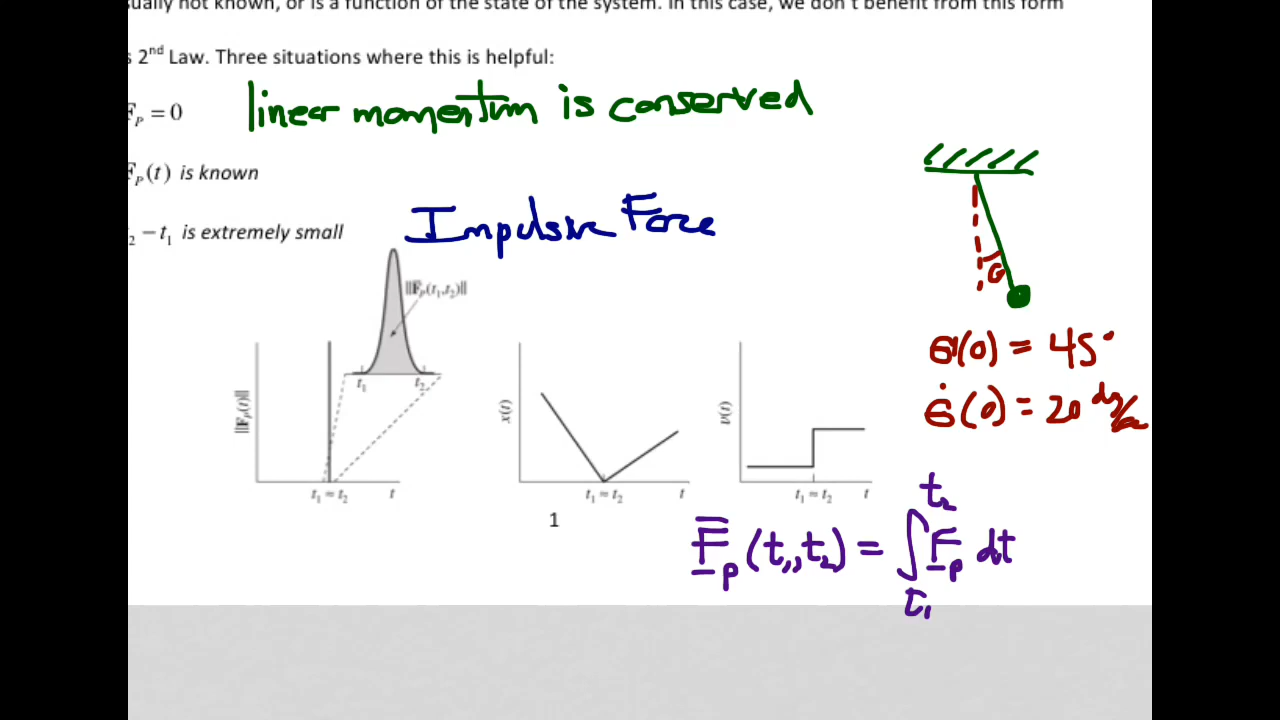 ually not known, or is a function of the state of the system. In this case, we don't benefit from this form
s 2nd Law. Three situations where this is helpful:
F_P = 0 linear momentum is conserved
F_P(t) is known
₂ − t₁ is extremely small
Impulsive Force
||F̄_P(t₁,t₂)||
t₁ t₂
||F_P(t)||
t₁ ≈ t₂ t
x(t)
t₁ ≈ t₂ t
v(t)
t₁ ≈ t₂ t
θ
θ(0) = 45°
θ̇(0) = 20 deg/s
1
F̄_P (t₁, t₂) = ∫_{t₁}^{t₂} F_P dt